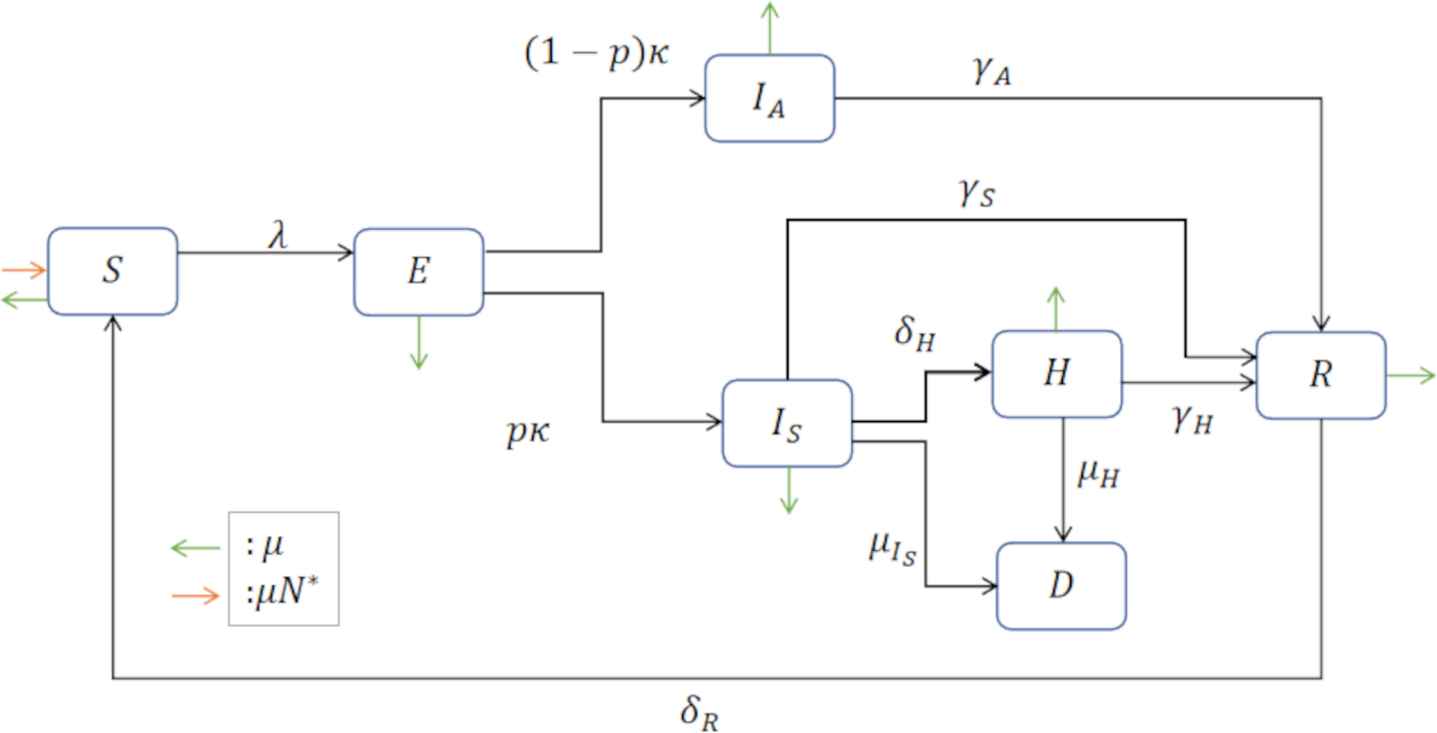 (1 − p)κ
I_A
γ_A
γ_S
S
λ
E
δ_H
H
R
pκ
I_S
γ_H
μ_H
μ_{I_S}
D
: μ
:μN*
δ_R